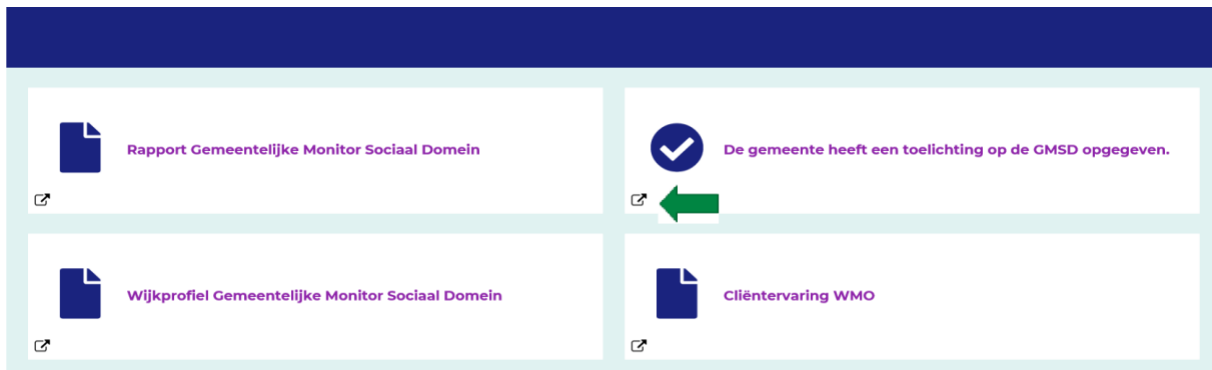 Rapport Gemeentelijke Monitor Sociaal Domein
De gemeente heeft een toelichting op de GMSD opgegeven.
Wijkprofiel Gemeentelijke Monitor Sociaal Domein
Cliëntervaring WMO